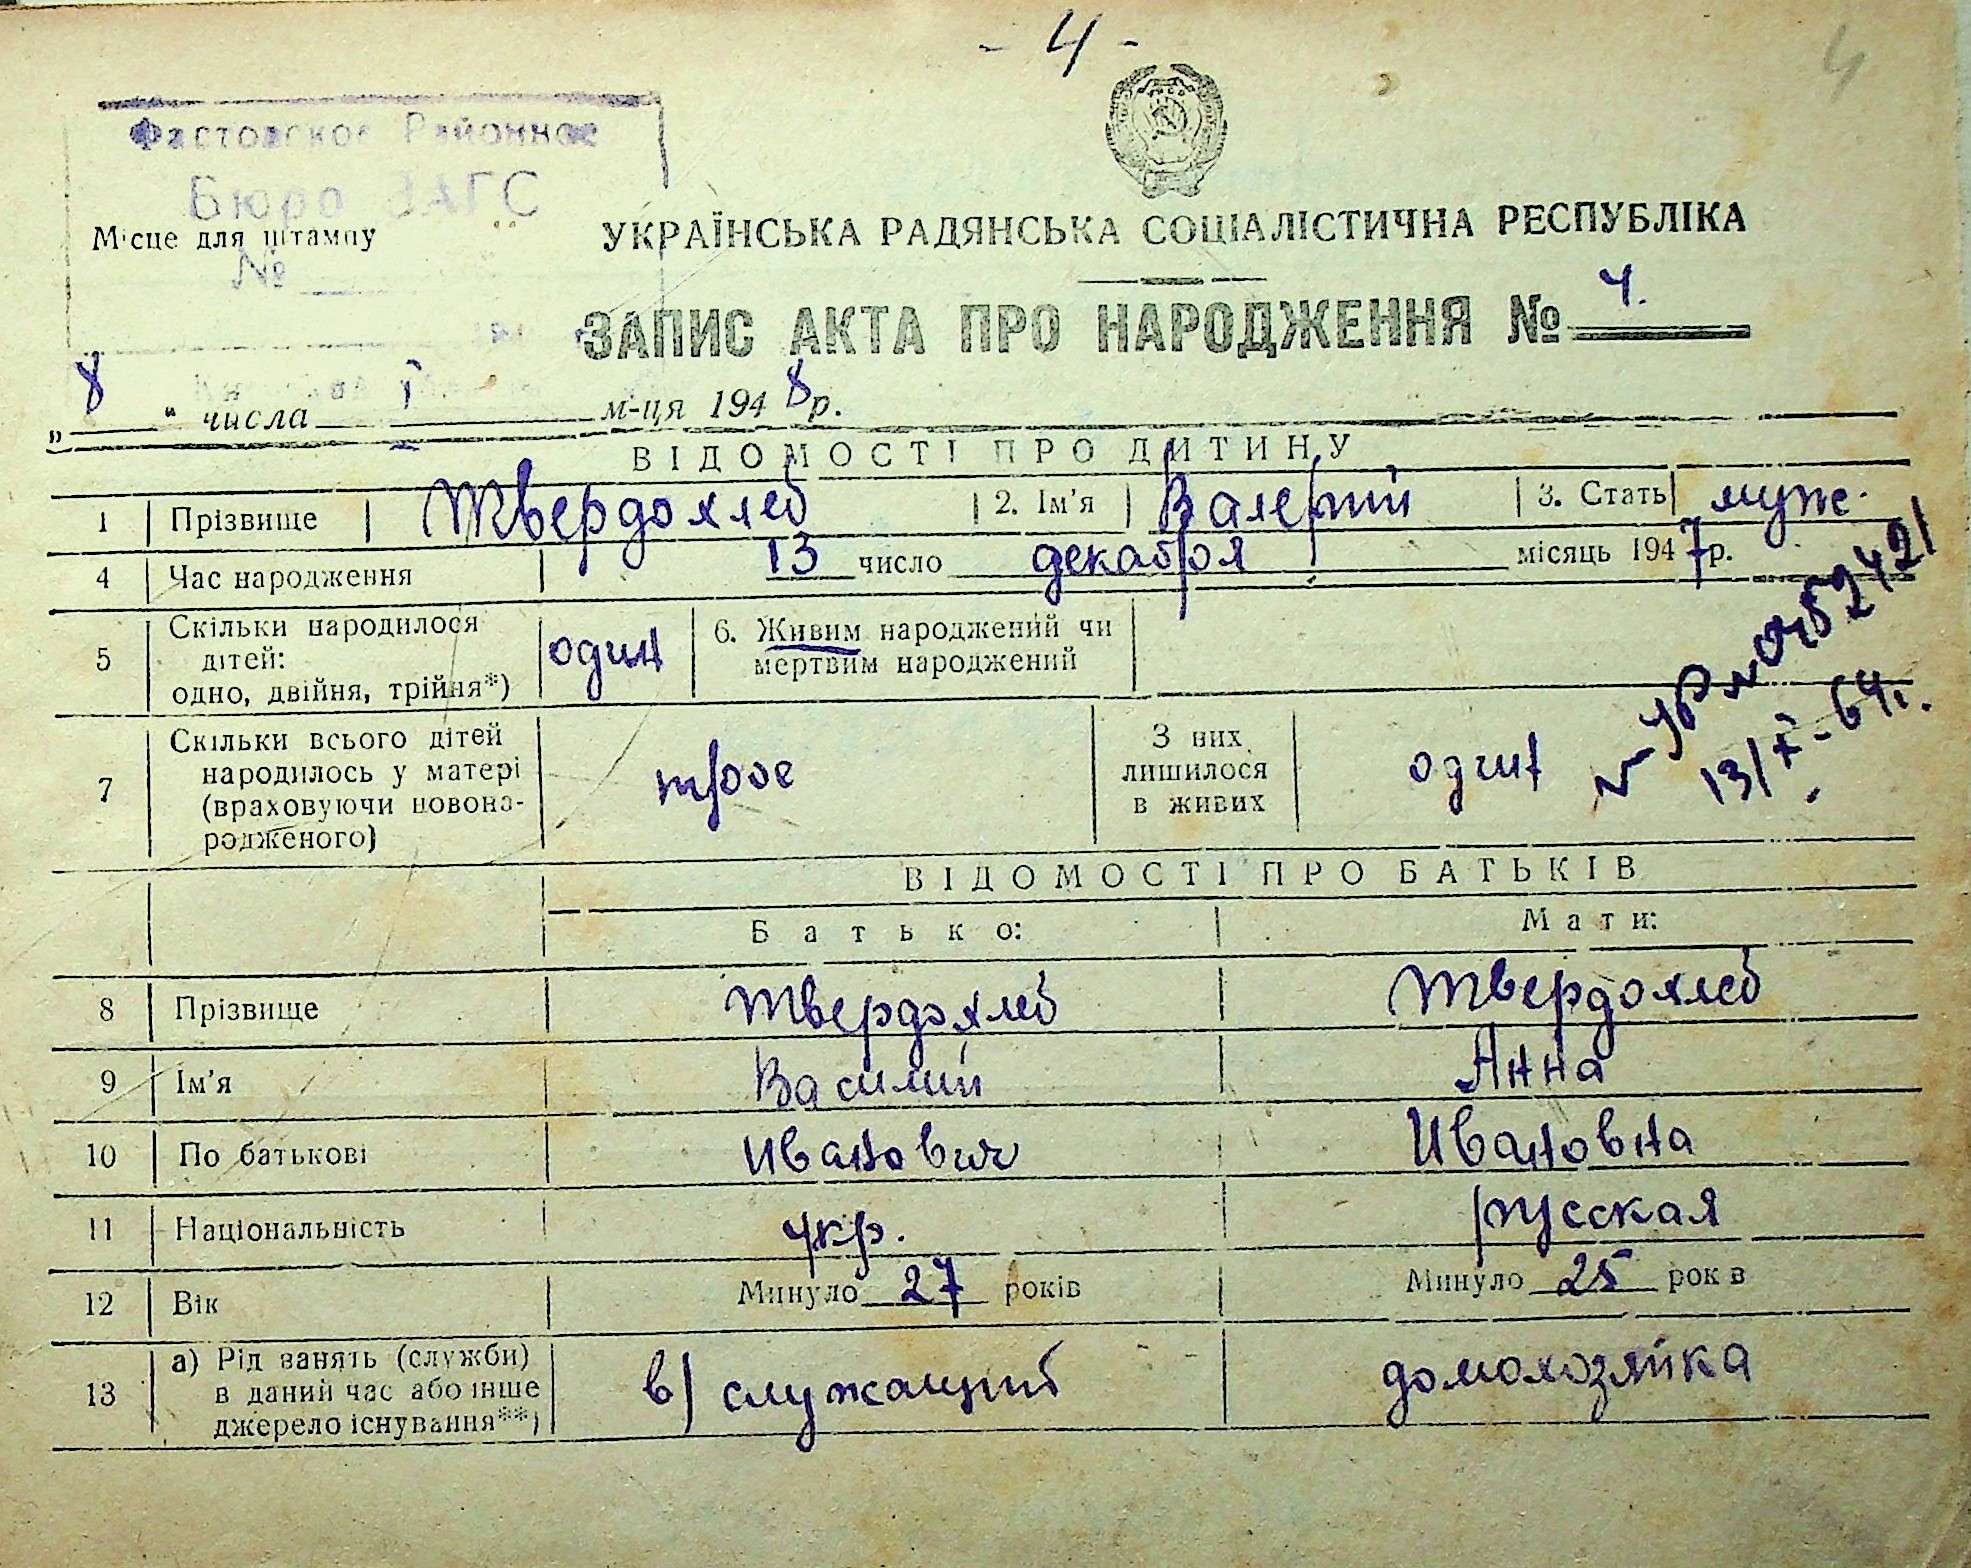 - 4 -
4
Фастовское Районное
Бюро ЗАГС
Місце для штампу
№
УКРАЇНСЬКА РАДЯНСЬКА СОЦІАЛІСТИЧНА РЕСПУБЛІКА
ЗАПИС АКТА ПРО НАРОДЖЕННЯ № 4.
„ 8 “ числа I м-ця 1948 р.
ВІДОМОСТІ ПРО ДИТИНУ
1 Прізвище Твердохлеб 2. Ім'я Валерий 3. Стать муж.
4 Час народження 13 число декабря місяць 1947 р.
5 Скільки народилося
дітей:
одно, двійня, трійня*)
один
6. Живим народжений чи
мертвим народжений
7 Скільки всього дітей
народилось у матері
(враховуючи новона-
родженого)
трое
З них
лишилося
в живих
один
13/X-64г.
ВІДОМОСТІ ПРО БАТЬКІВ
Батько: Мати:
8 Прізвище Твердохлеб Твердохлеб
9 Ім'я Василий Анна
10 По батькові Иванович Ивановна
11 Національність укр. русская
12 Вік Минуло 27 років Минуло 25 років
13 а) Рід занять (служби)
в даний час або інше
джерело існування**)
в) служащий домохозяйка